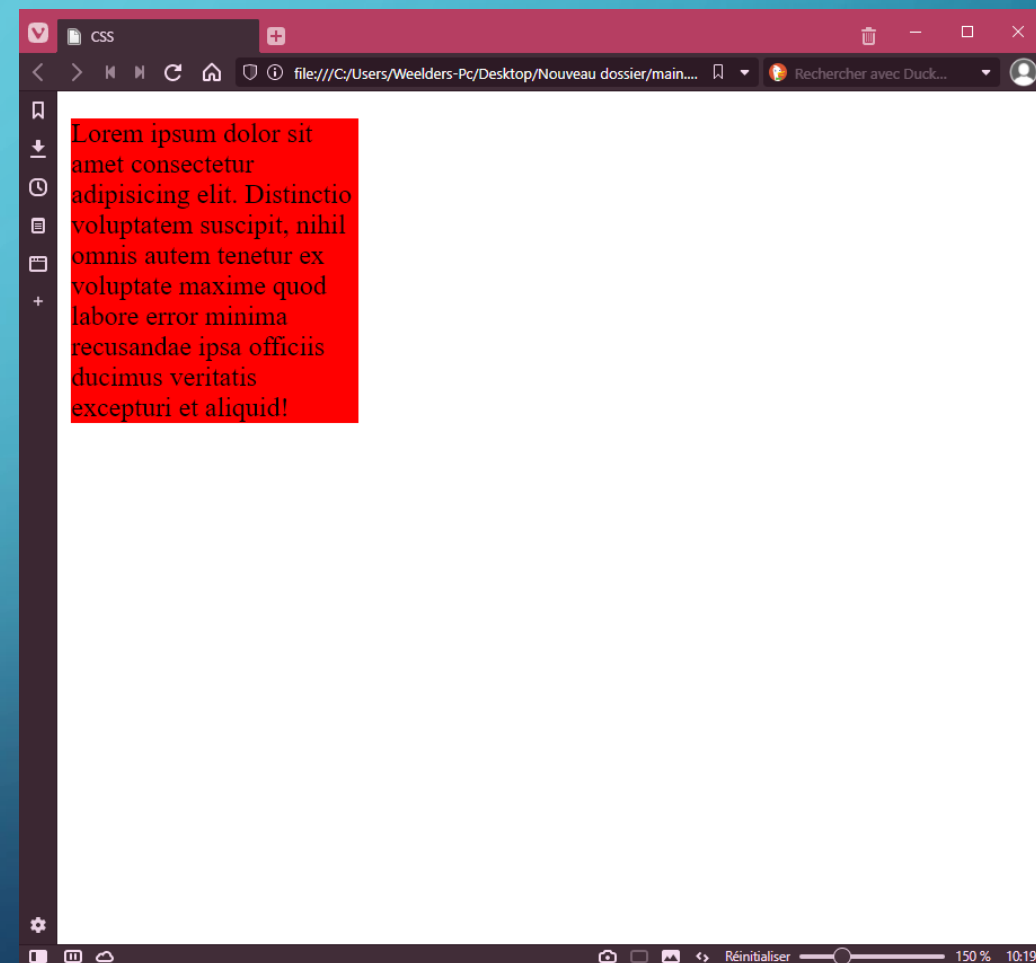 CSS
file:///C:/Users/Weelders-Pc/Desktop/Nouveau dossier/main.... Rechercher avec Duck...
Lorem ipsum dolor sit
amet consectetur
adipisicing elit. Distinctio
voluptatem suscipit, nihil
omnis autem tenetur ex
voluptate maxime quod
labore error minima
recusandae ipsa officiis
ducimus veritatis
excepturi et aliquid!
Réinitialiser 150 % 10:19